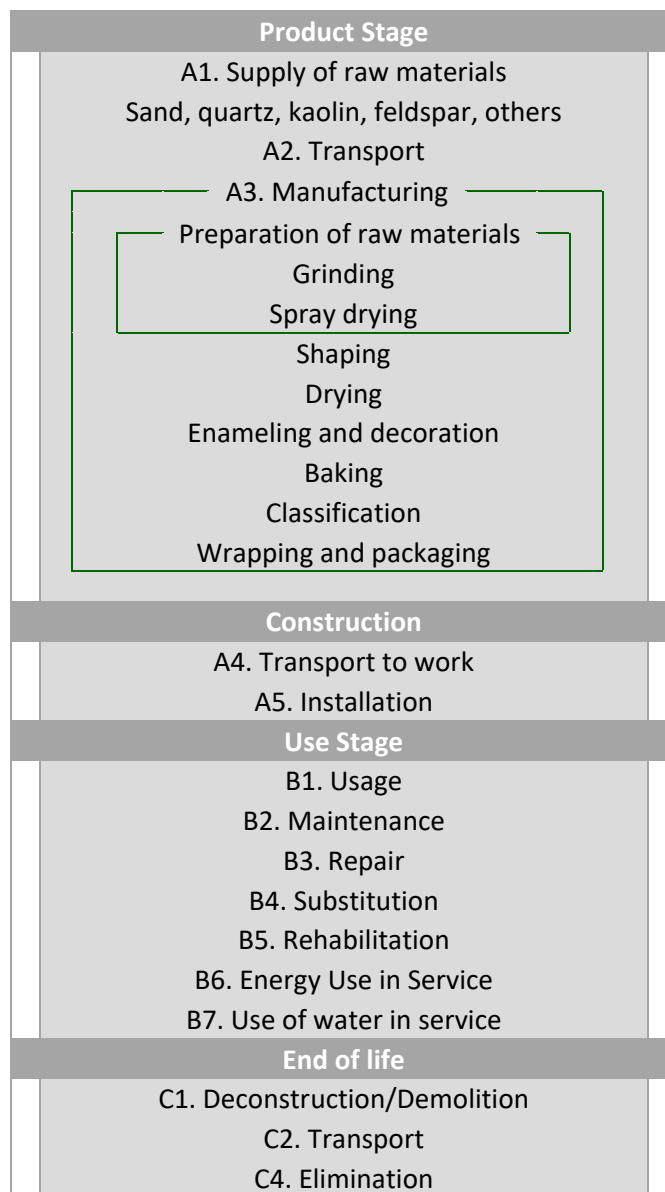 Product Stage
A1. Supply of raw materials
Sand, quartz, kaolin, feldspar, others
A2. Transport
A3. Manufacturing
Preparation of raw materials
Grinding
Spray drying
Shaping
Drying
Enameling and decoration
Baking
Classification
Wrapping and packaging
Construction
A4. Transport to work
A5. Installation
Use Stage
B1. Usage
B2. Maintenance
B3. Repair
B4. Substitution
B5. Rehabilitation
B6. Energy Use in Service
B7. Use of water in service
End of life
C1. Deconstruction/Demolition
C2. Transport
C4. Elimination